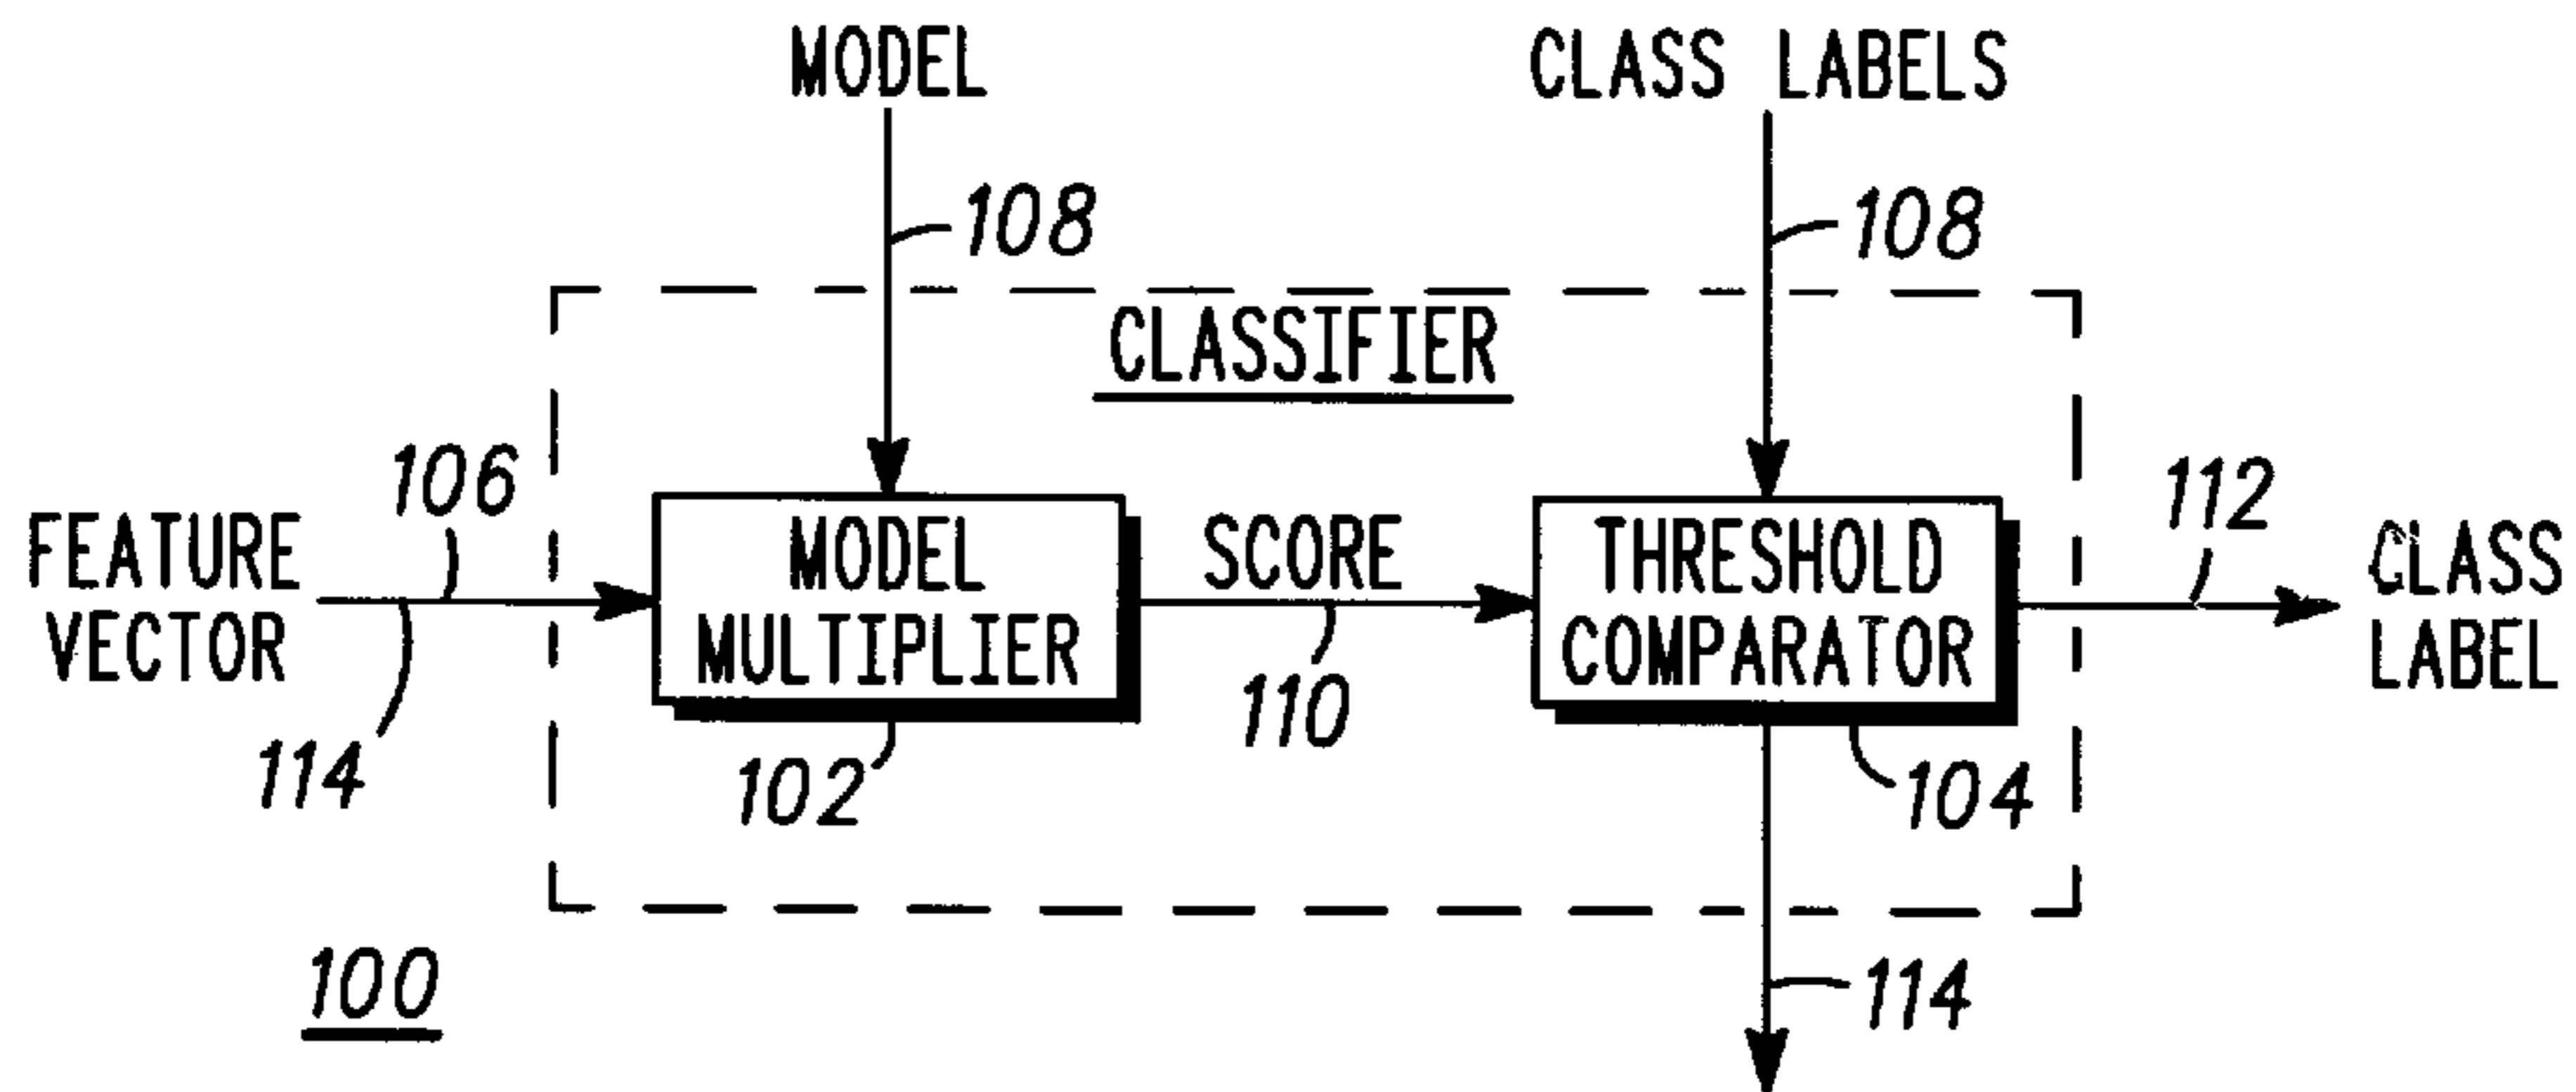 MODEL
CLASS LABELS
108
108
CLASSIFIER
106
112
FEATURE
VECTOR
MODEL
MULTIPLIER
SCORE
THRESHOLD
COMPARATOR
CLASS
LABEL
114
102
110
104
100
114